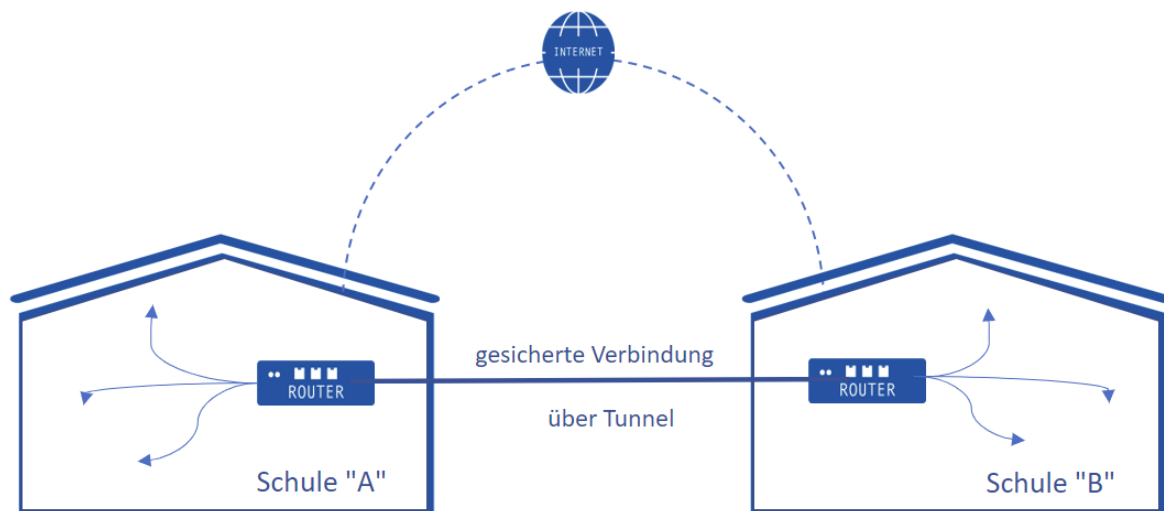 INTERNET
gesicherte Verbindung
ROUTER
ROUTER
über Tunnel
Schule "A"
Schule "B"